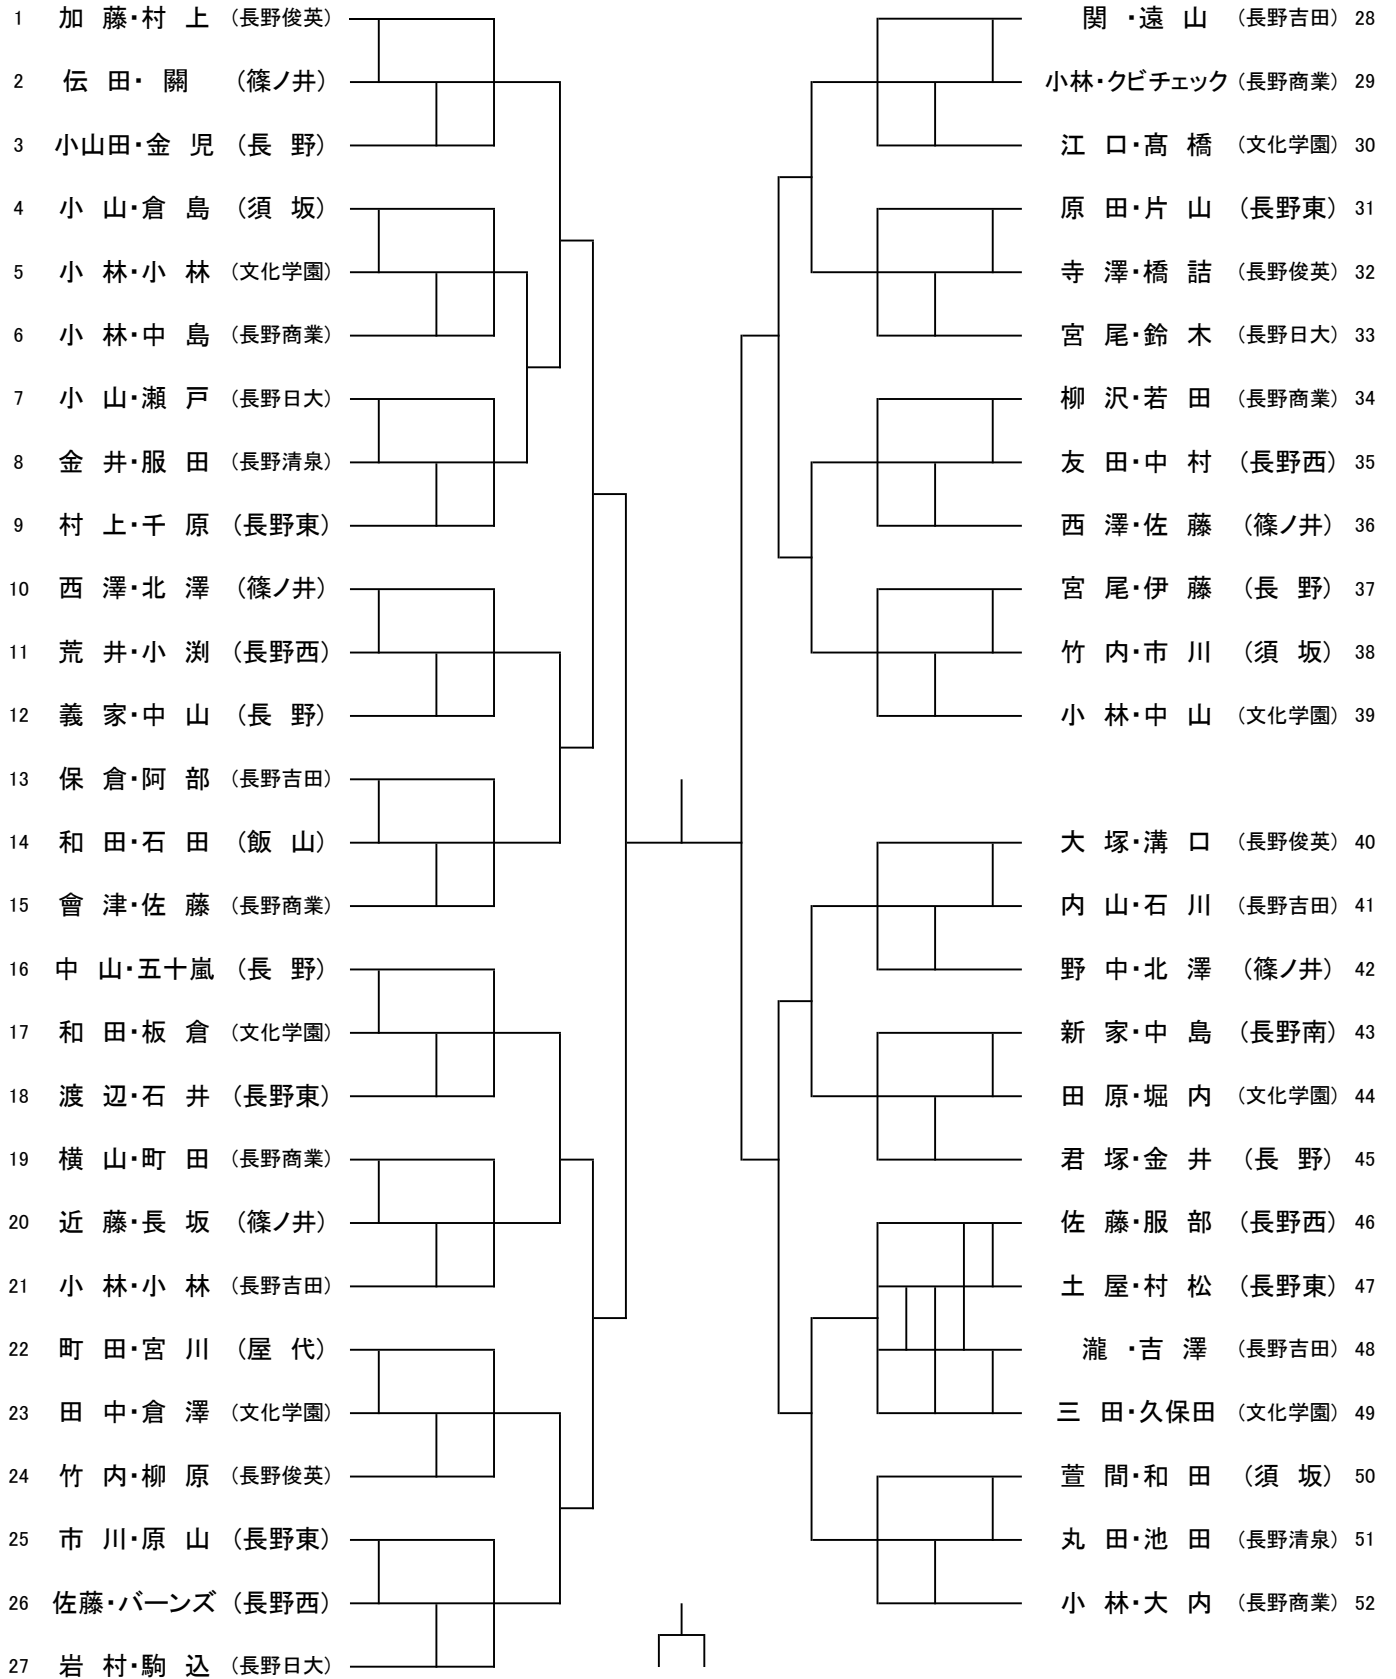 1 加 藤・村 上 （長野俊英）
2 伝 田・ 關 （篠ノ井）
3 小山田・金 児 （長 野）
4 小 山・倉 島 （須 坂）
5 小 林・小 林 （文化学園）
6 小 林・中 島 （長野商業）
7 小 山・瀬 戸 （長野日大）
8 金 井・服 田 （長野清泉）
9 村 上・千 原 （長野東）
10 西 澤・北 澤 （篠ノ井）
11 荒 井・小 渕 （長野西）
12 義 家・中 山 （長 野）
13 保 倉・阿 部 （長野吉田）
14 和 田・石 田 （飯 山）
15 會 津・佐 藤 （長野商業）
16 中 山・五十嵐 （長 野）
17 和 田・板 倉 （文化学園）
18 渡 辺・石 井 （長野東）
19 横 山・町 田 （長野商業）
20 近 藤・長 坂 （篠ノ井）
21 小 林・小 林 （長野吉田）
22 町 田・宮 川 （屋 代）
23 田 中・倉 澤 （文化学園）
24 竹 内・柳 原 （長野俊英）
25 市 川・原 山 （長野東）
26 佐藤・バーンズ （長野西）
27 岩 村・駒 込 （長野日大）
関 ・遠 山 （長野吉田） 28
小林・クビチェック （長野商業） 29
江 口・髙 橋 （文化学園） 30
原 田・片 山 （長野東） 31
寺 澤・橋 詰 （長野俊英） 32
宮 尾・鈴 木 （長野日大） 33
柳 沢・若 田 （長野商業） 34
友 田・中 村 （長野西） 35
西 澤・佐 藤 （篠ノ井） 36
宮 尾・伊 藤 （長 野） 37
竹 内・市 川 （須 坂） 38
小 林・中 山 （文化学園） 39
大 塚・溝 口 （長野俊英） 40
内 山・石 川 （長野吉田） 41
野 中・北 澤 （篠ノ井） 42
新 家・中 島 （長野南） 43
田 原・堀 内 （文化学園） 44
君 塚・金 井 （長 野） 45
佐 藤・服 部 （長野西） 46
土 屋・村 松 （長野東） 47
瀧 ・吉 澤 （長野吉田） 48
三 田・久保田 （文化学園） 49
萱 間・和 田 （須 坂） 50
丸 田・池 田 （長野清泉） 51
小 林・大 内 （長野商業） 52